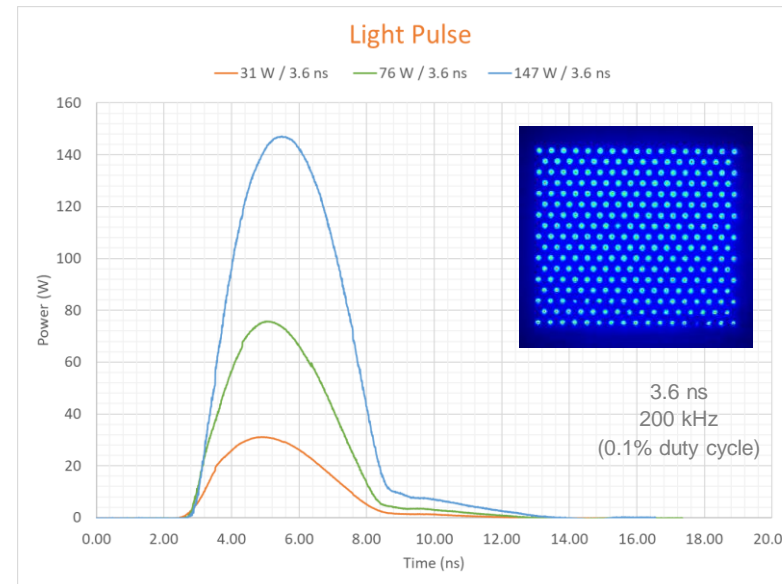 Light Pulse
31 W / 3.6 ns 76 W / 3.6 ns 147 W / 3.6 ns
160
140
120
100
80
60
40
20
0
Power (W)
0.00 2.00 4.00 6.00 8.00 10.00 12.00 14.00 16.00 18.00 20.0
Time (ns)
3.6 ns
200 kHz
(0.1% duty cycle)